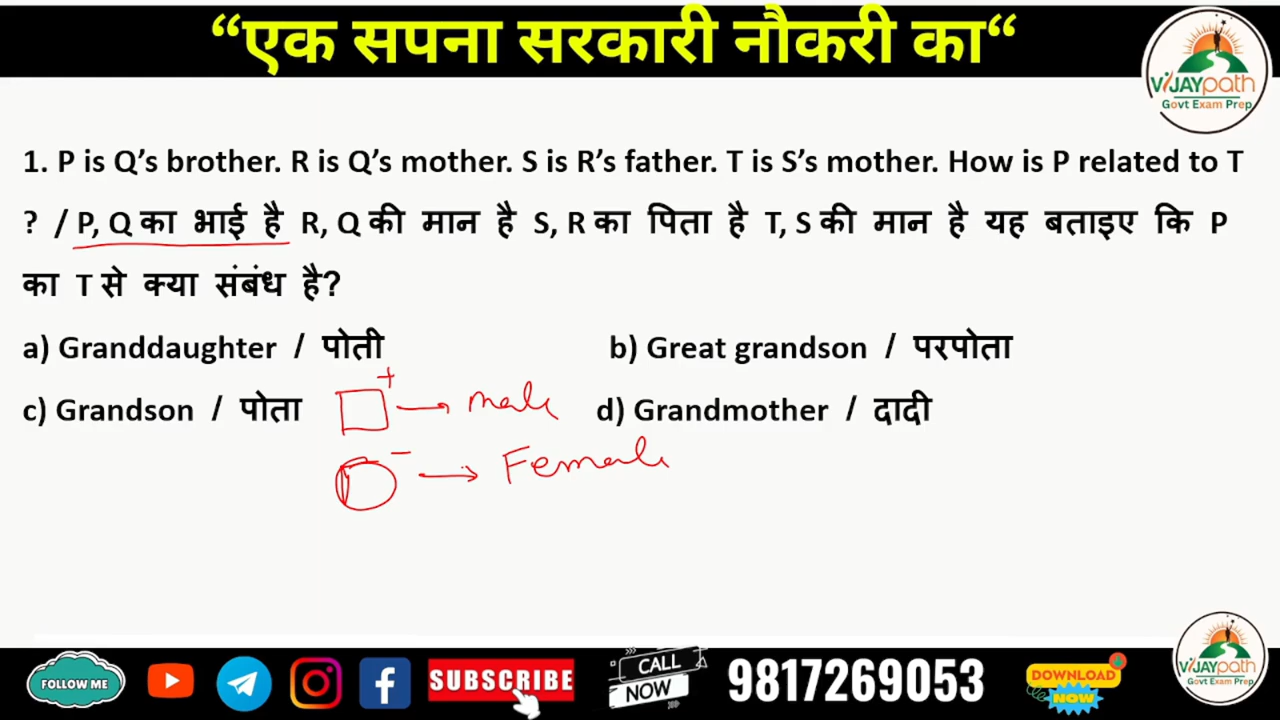 “एक सपना सरकारी नौकरी का“
VIJAYpath
Govt Exam Prep
1. P is Q’s brother. R is Q’s mother. S is R’s father. T is S’s mother. How is P related to T
? / P, Q का भाई है R, Q की मान है S, R का पिता है T, S की मान है यह बताइए कि P
का T से क्या संबंध है?
a) Granddaughter / पोती b) Great grandson / परपोता
c) Grandson / पोता d) Grandmother / दादी
+ male
- Female
FOLLOW ME
SUBSCRIBE
CALL
NOW
9817269053
DOWNLOAD
NOW
VIJAYpath
Govt Exam Prep